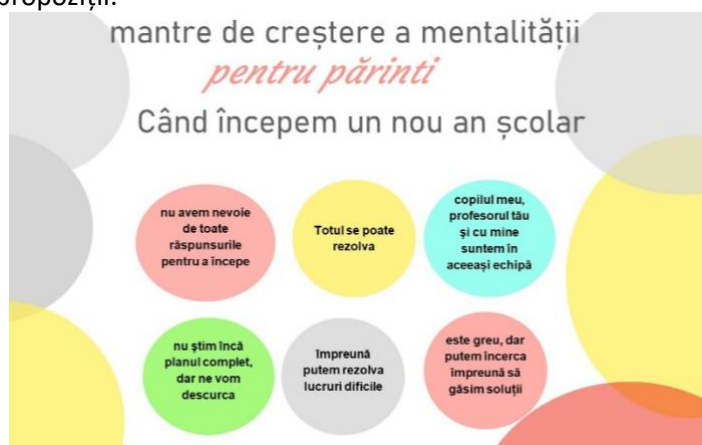 propoziții.
mantre de creștere a mentalității
pentru părinti
Când începem un nou an școlar
nu avem nevoie
de toate
răspunsurile
pentru a începe
Totul se poate
rezolva
copilul meu,
profesorul tău
și cu mine
suntem în
aceeași echipă
nu știm încă
planul complet,
dar ne vom
descurca
Împreună
putem rezolva
lucruri dificile
este greu, dar
putem încerca
împreună să
găsim soluții